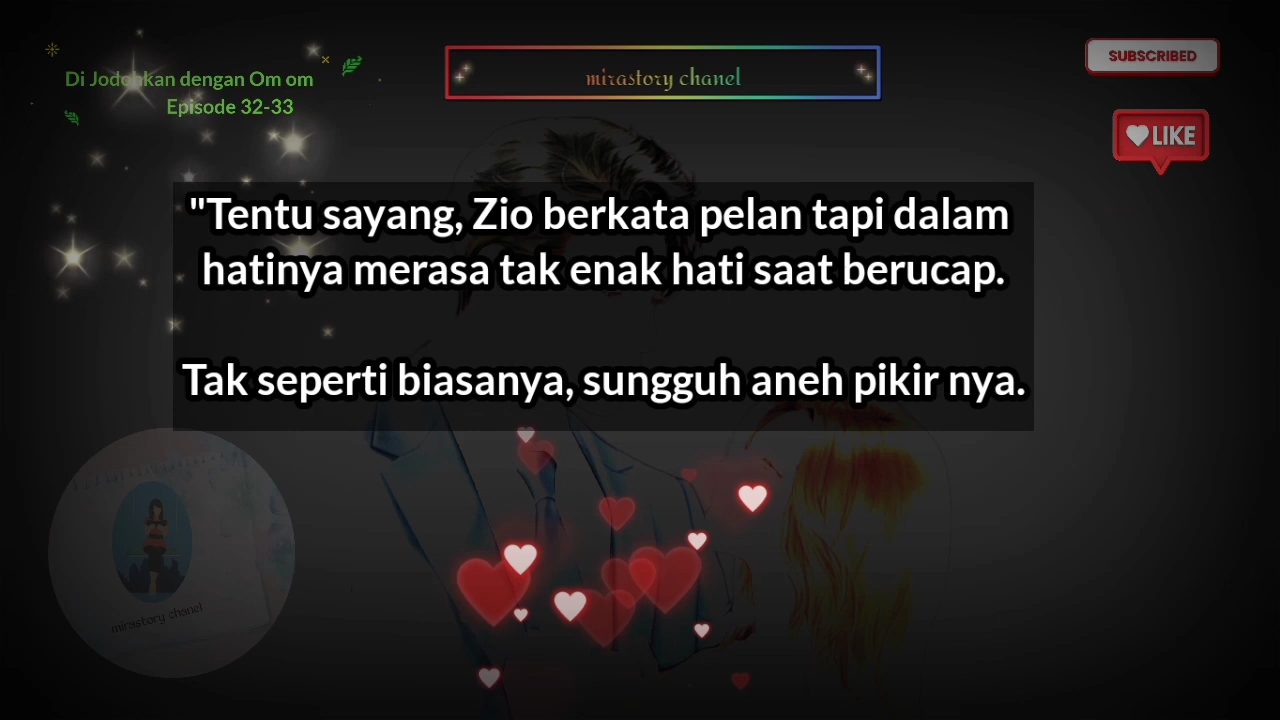 Di Jodohkan dengan Om om
Episode 32-33
mirastory chanel
SUBSCRIBED
LIKE
"Tentu sayang, Zio berkata pelan tapi dalam
hatinya merasa tak enak hati saat berucap.
Tak seperti biasanya, sungguh aneh pikir nya.
mirastory chanel